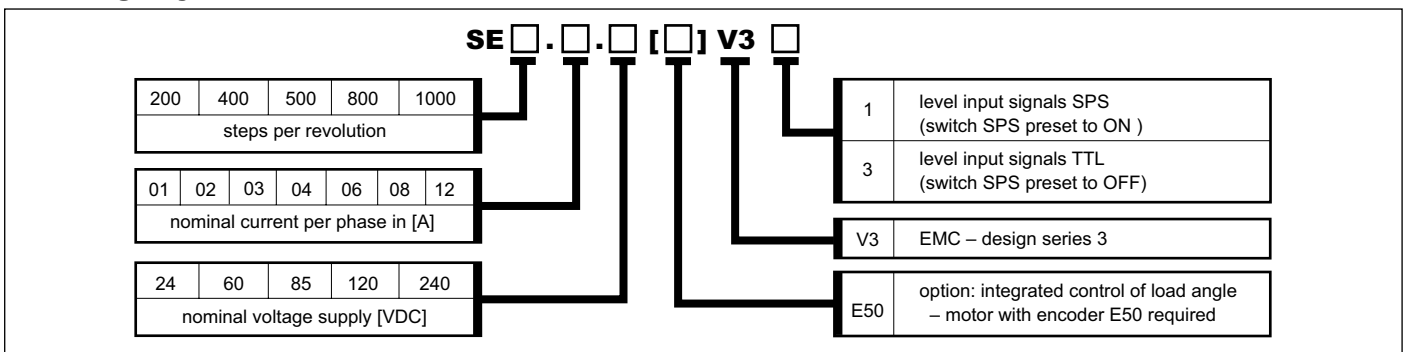 SE□.□.□ [□] V3 □
200 400 500 800 1000
steps per revolution
01 02 03 04 06 08 12
nominal current per phase in [A]
24 60 85 120 240
nominal voltage supply [VDC]
1 level input signals SPS
(switch SPS preset to ON )
3 level input signals TTL
(switch SPS preset to OFF)
V3 EMC – design series 3
E50 option: integrated control of load angle
– motor with encoder E50 required